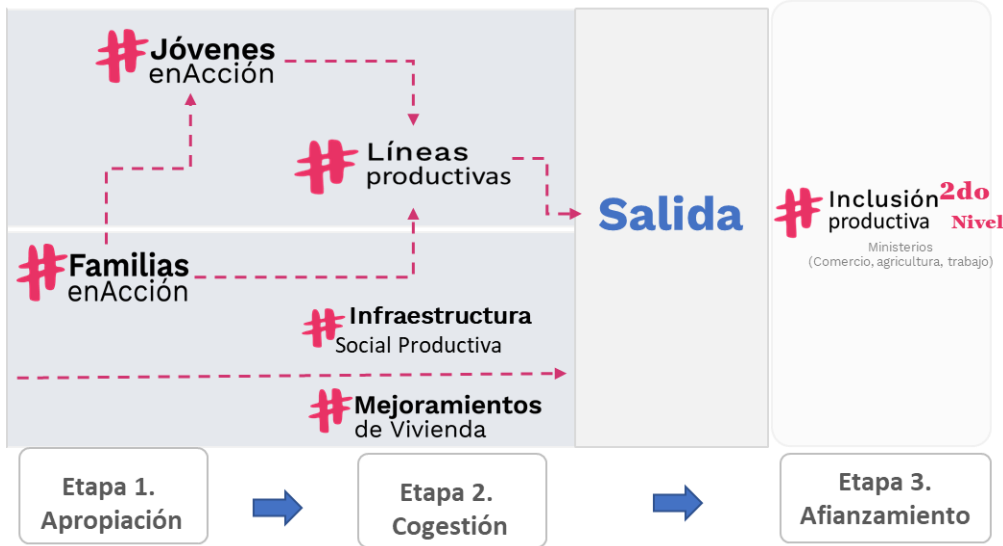 #Jóvenes
enAcción
#Líneas
productivas
#Familias
enAcción
#Infraestructura
Social Productiva
#Mejoramientos
de Vivienda
Salida
#Inclusión 2do
productiva Nivel
Ministerios
(Comercio, agricultura, trabajo)
Etapa 1.
Apropiación
Etapa 2.
Cogestión
Etapa 3.
Afianzamiento